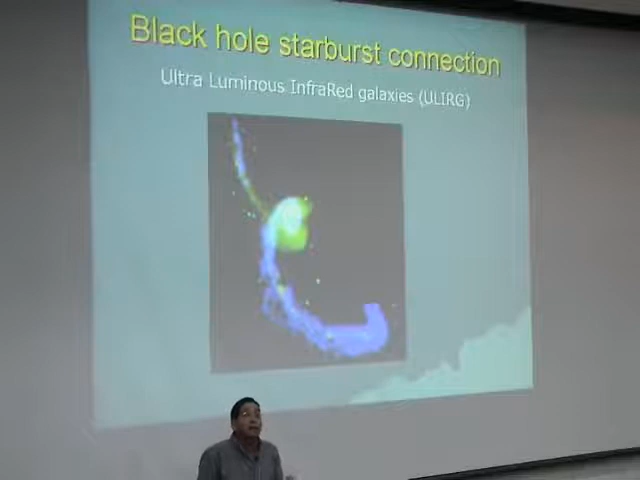 Black hole starburst connection
Ultra Luminous InfraRed galaxies (ULIRG)